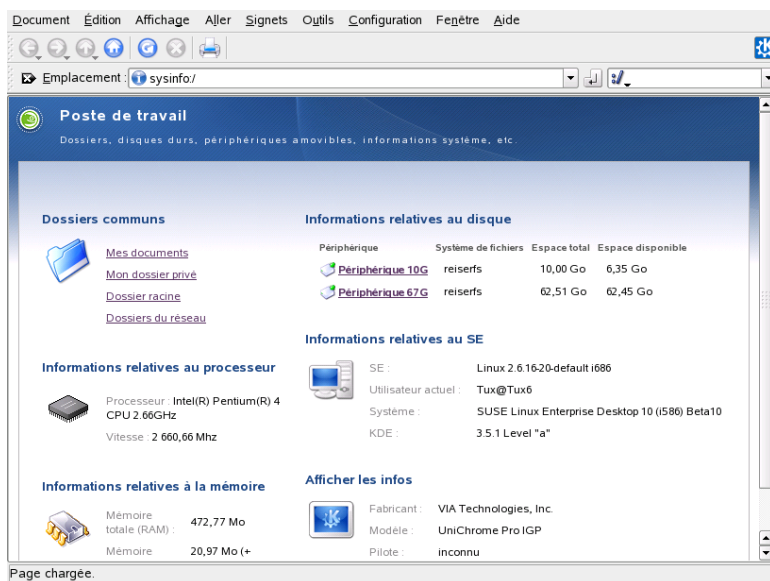 Document Édition Affichage Aller Signets Outils Configuration Fenêtre Aide
Emplacement : sysinfo:/
Poste de travail
Dossiers, disques durs, périphériques amovibles, informations système, etc.
Dossiers communs
Mes documents
Mon dossier privé
Dossier racine
Dossiers du réseau
Informations relatives au disque
Périphérique Système de fichiers Espace total Espace disponible
Périphérique 10G reiserfs 10,00 Go 6,35 Go
Périphérique 67G reiserfs 62,51 Go 62,45 Go
Informations relatives au processeur
Processeur : Intel(R) Pentium(R) 4
CPU 2.66GHz
Vitesse : 2 660,66 Mhz
Informations relatives au SE
SE : Linux 2.6.16-20-default i686
Utilisateur actuel : Tux@Tux6
Système : SUSE Linux Enterprise Desktop 10 (i586) Beta10
KDE : 3.5.1 Level "a"
Informations relatives à la mémoire
Mémoire
totale (RAM) : 472,77 Mo
Mémoire 20,97 Mo (+
Afficher les infos
Fabricant : VIA Technologies, Inc.
Modèle : UniChrome Pro IGP
Pilote : inconnu
Page chargée.